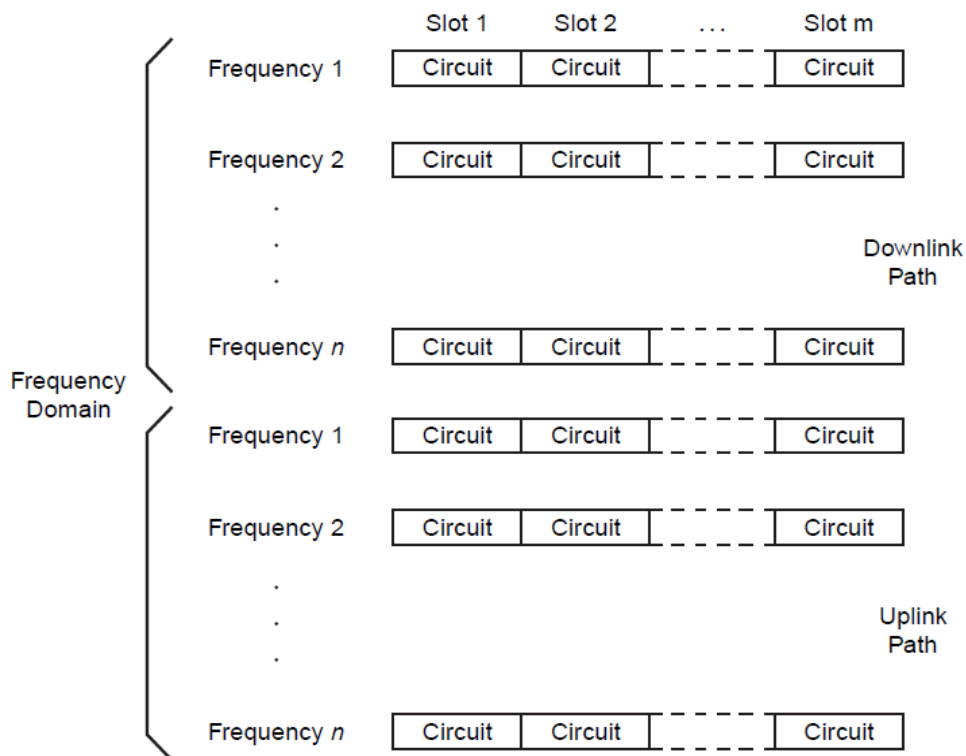 Slot 1 Slot 2 ... Slot m
Frequency 1 Circuit Circuit Circuit
Frequency 2 Circuit Circuit Circuit
Downlink
Path
Frequency n Circuit Circuit Circuit
Frequency
Domain
Frequency 1 Circuit Circuit Circuit
Frequency 2 Circuit Circuit Circuit
Uplink
Path
Frequency n Circuit Circuit Circuit